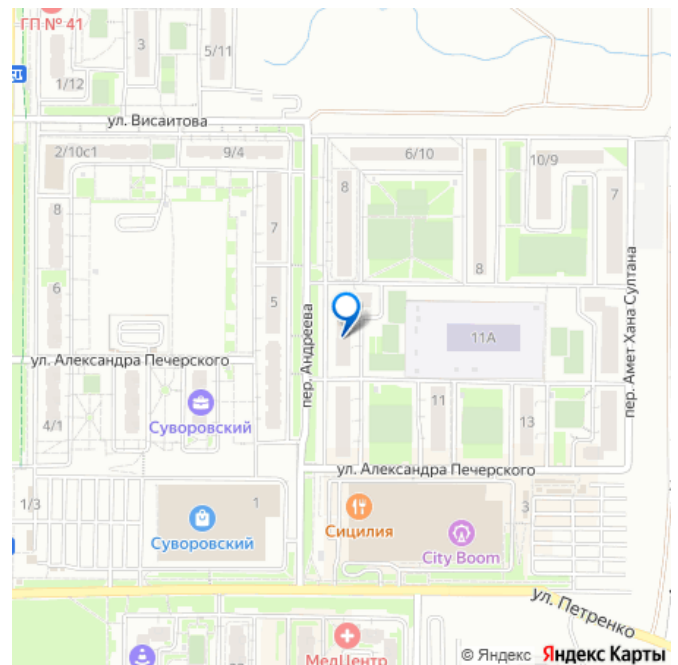 ГП № 41
3
5/11
1/12
ул. Висаитова
2/10с1
9/4
6/10
10/9
8
7
8
7
6
5
8
11А
пер. Андреева
пер. Амет Хана Султана
ул. Александра Печерского
4/1
Суворовский
11
13
ул. Александра Печерского
1/3
1
Суворовский
Сицилия
City Boom
3
ул. Петренко
МедЦентр
© Яндекс Яндекс Карты